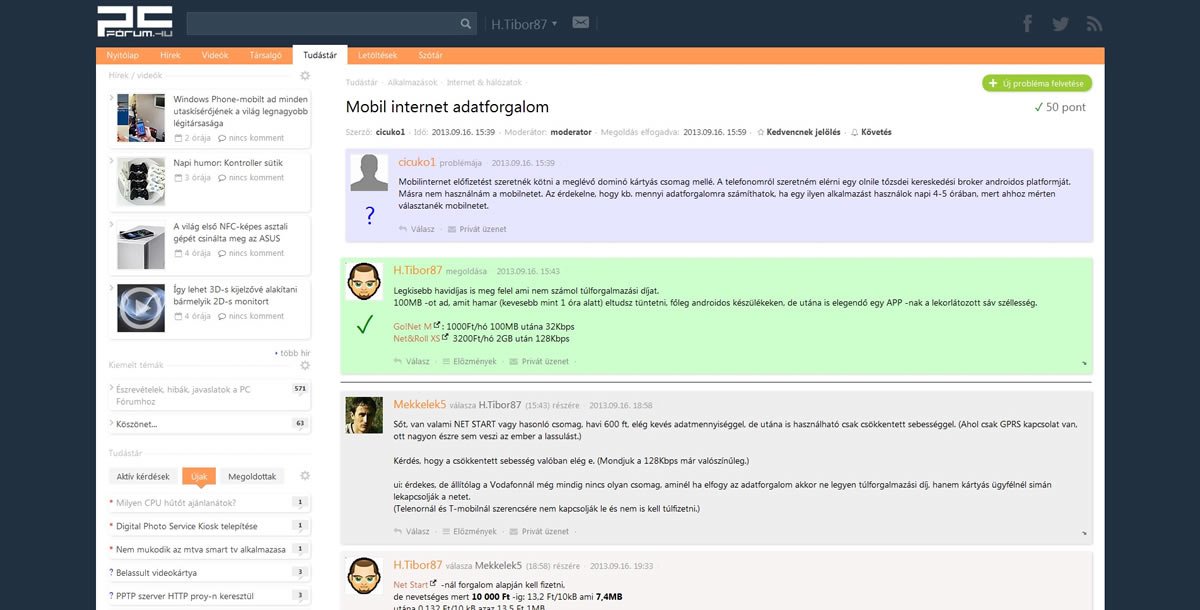 PC
FÓRUM.HU
H.Tibor87
Nyitólap Hírek Videók Társalgó Tudástár Letöltések Szótár
Hírek / videók
Windows Phone-mobilt ad minden
utaskísérőjének a világ legnagyobb
légitársasága
2 órája nincs komment
Napi humor: Kontroller sütik
3 órája nincs komment
A világ első NFC-képes asztali
gépét csinálta meg az ASUS
4 órája nincs komment
Így lehet 3D-s kijelzővé alakítani
bármelyik 2D-s monitort
4 órája nincs komment
több hír
Kiemelt témák
Észrevételek, hibák, javaslatok a PC
Fórumhoz
571
Köszönet...
63
Tudástár
Aktív kérdések Újak Megoldottak
* Milyen CPU hűtőt ajánlanátok? 1
* Digital Photo Service Kiosk telepítése 1
* Nem mukodik az mtva smart tv alkalmazasa 1
? Belassult videokártya 3
? PPTP szerver HTTP proy-n keresztül 3
Tudástár · Alkalmazások · Internet & hálózatok ·
+ Új probléma felvetése
Mobil internet adatforgalom
✓ 50 pont
Szerző: cicuko1 · Idő: 2013.09.16. 15:39 · Moderátor: moderator · Megoldás elfogadva: 2013.09.16. 15:59 · Kedvencnek jelölés · Követés
cicuko1 problémája · 2013.09.16. 15:39
Mobilinternet előfizetést szeretnék kötni a meglévő dominó kártyás csomag mellé. A telefonomról szeretném elérni egy olnile tőzsdei kereskedési broker androidos platformját.
Másra nem használnám a mobilnetet. Az érdekelne, hogy kb. mennyi adatforgalomra számíthatok, ha egy ilyen alkalmazást használok napi 4-5 órában, mert ahhoz mérten
választanék mobilnetet.
?
Válasz · Privát üzenet
H.Tibor87 megoldása · 2013.09.16. 15:43
Legkisebb havidíjas is meg felel ami nem számol túlforgalmazási díjat.
100MB -ot ad, amit hamar (kevesebb mint 1 óra alatt) eltudsz tüntetni, főleg androidos készülékeken, de utána is elegendő egy APP -nak a lekorlátozott sáv szélleség.
Go!Net M : 1000Ft/hó 100MB utána 32Kbps
Net&Roll XS 3200Ft/hó 2GB után 128Kbps
Válasz · Előzmények · Privát üzenet
Mekkelek5 válasza H.Tibor87 (15:43) részére · 2013.09.16. 18:58
Sőt, van valami NET START vagy hasonló csomag, havi 600 ft, elég kevés adatmennyiséggel, de utána is használható csak csökkentett sebességgel. (Ahol csak GPRS kapcsolat van,
ott nagyon észre sem veszi az ember a lassulást.)
Kérdés, hogy a csökkentett sebesség valóban elég e. (Mondjuk a 128Kbps már valószínűleg.)
ui: érdekes, de állítólag a Vodafonnál még mindig nincs olyan csomag, aminél ha elfogy az adatforgalom akkor ne legyen túlforgalmazási díj, hanem kártyás ügyfélnél simán
lekapcsolják a netet.
(Telenornál és T-mobilnál szerencsére nem kapcsolják le és nem is kell túlfizetni.)
Válasz · Előzmények · Privát üzenet ·
H.Tibor87 válasza Mekkelek5 (18:58) részére · 2013.09.16. 19:33
Net Start -nál forgalom alapján kell fizetni,
de nevetséges mert 10 000 Ft -ig: 13,2 Ft/10kB ami 7,4MB
utána 0,132 Ft/10 kB azaz 13,5 Ft 1MB